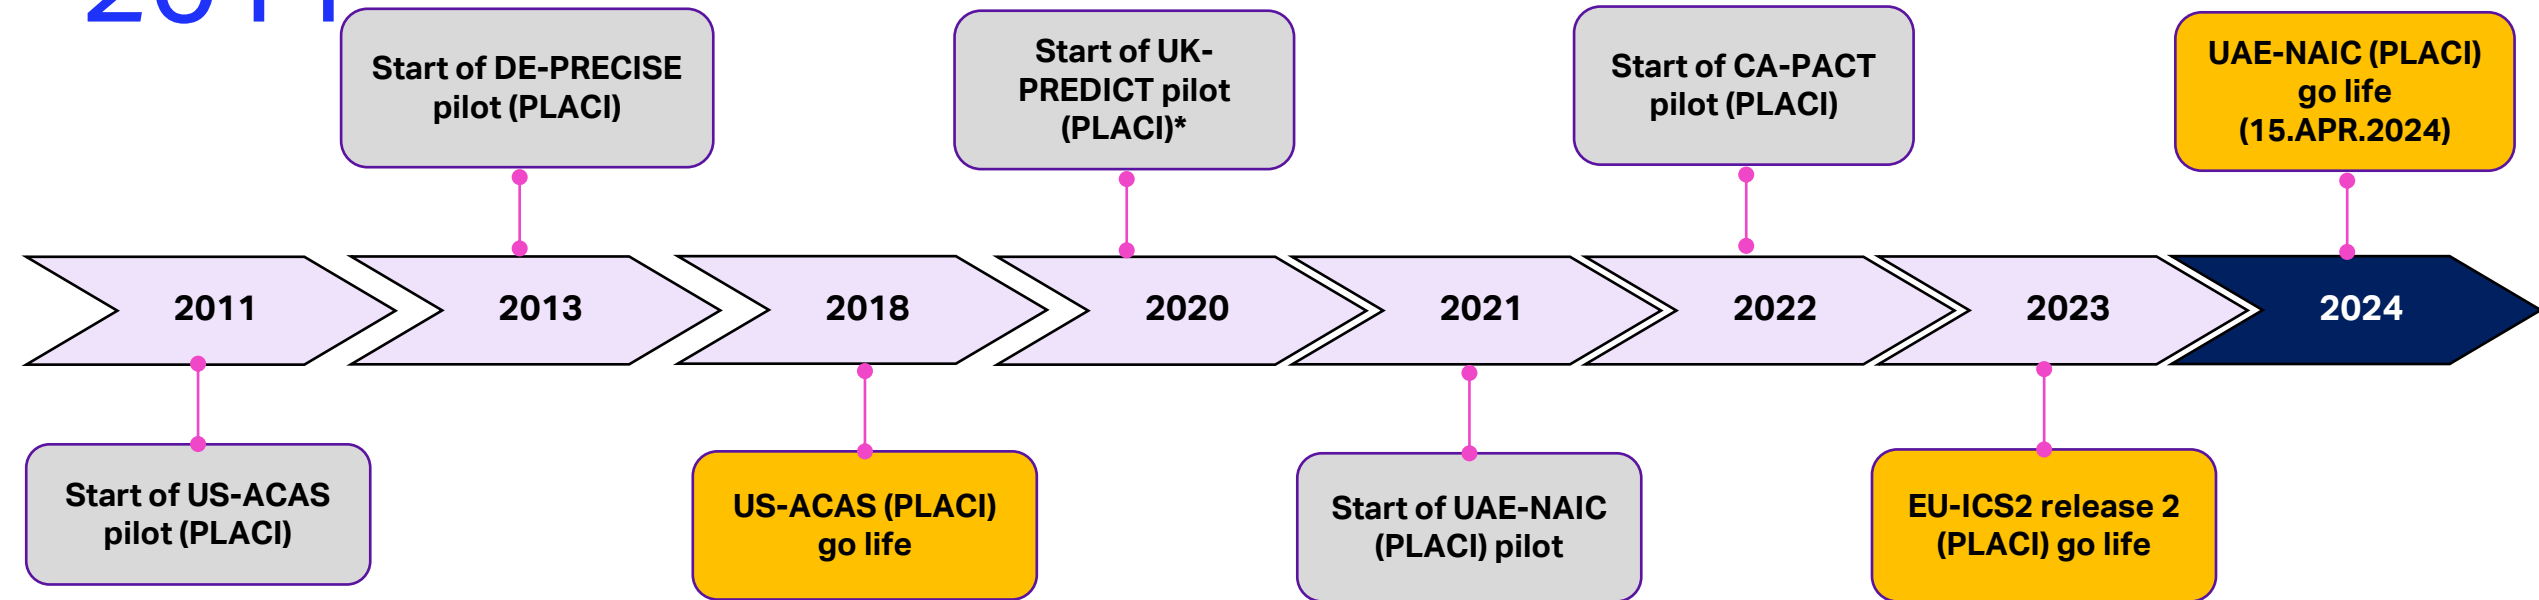 2011
Start of DE-PRECISE
pilot (PLACI)
Start of UK-
PREDICT pilot
(PLACI)*
Start of CA-PACT
pilot (PLACI)
UAE-NAIC (PLACI)
go life
(15.APR.2024)
2011
2013
2018
2020
2021
2022
2023
2024
Start of US-ACAS
pilot (PLACI)
US-ACAS (PLACI)
go life
Start of UAE-NAIC
(PLACI) pilot
EU-ICS2 release 2
(PLACI) go life